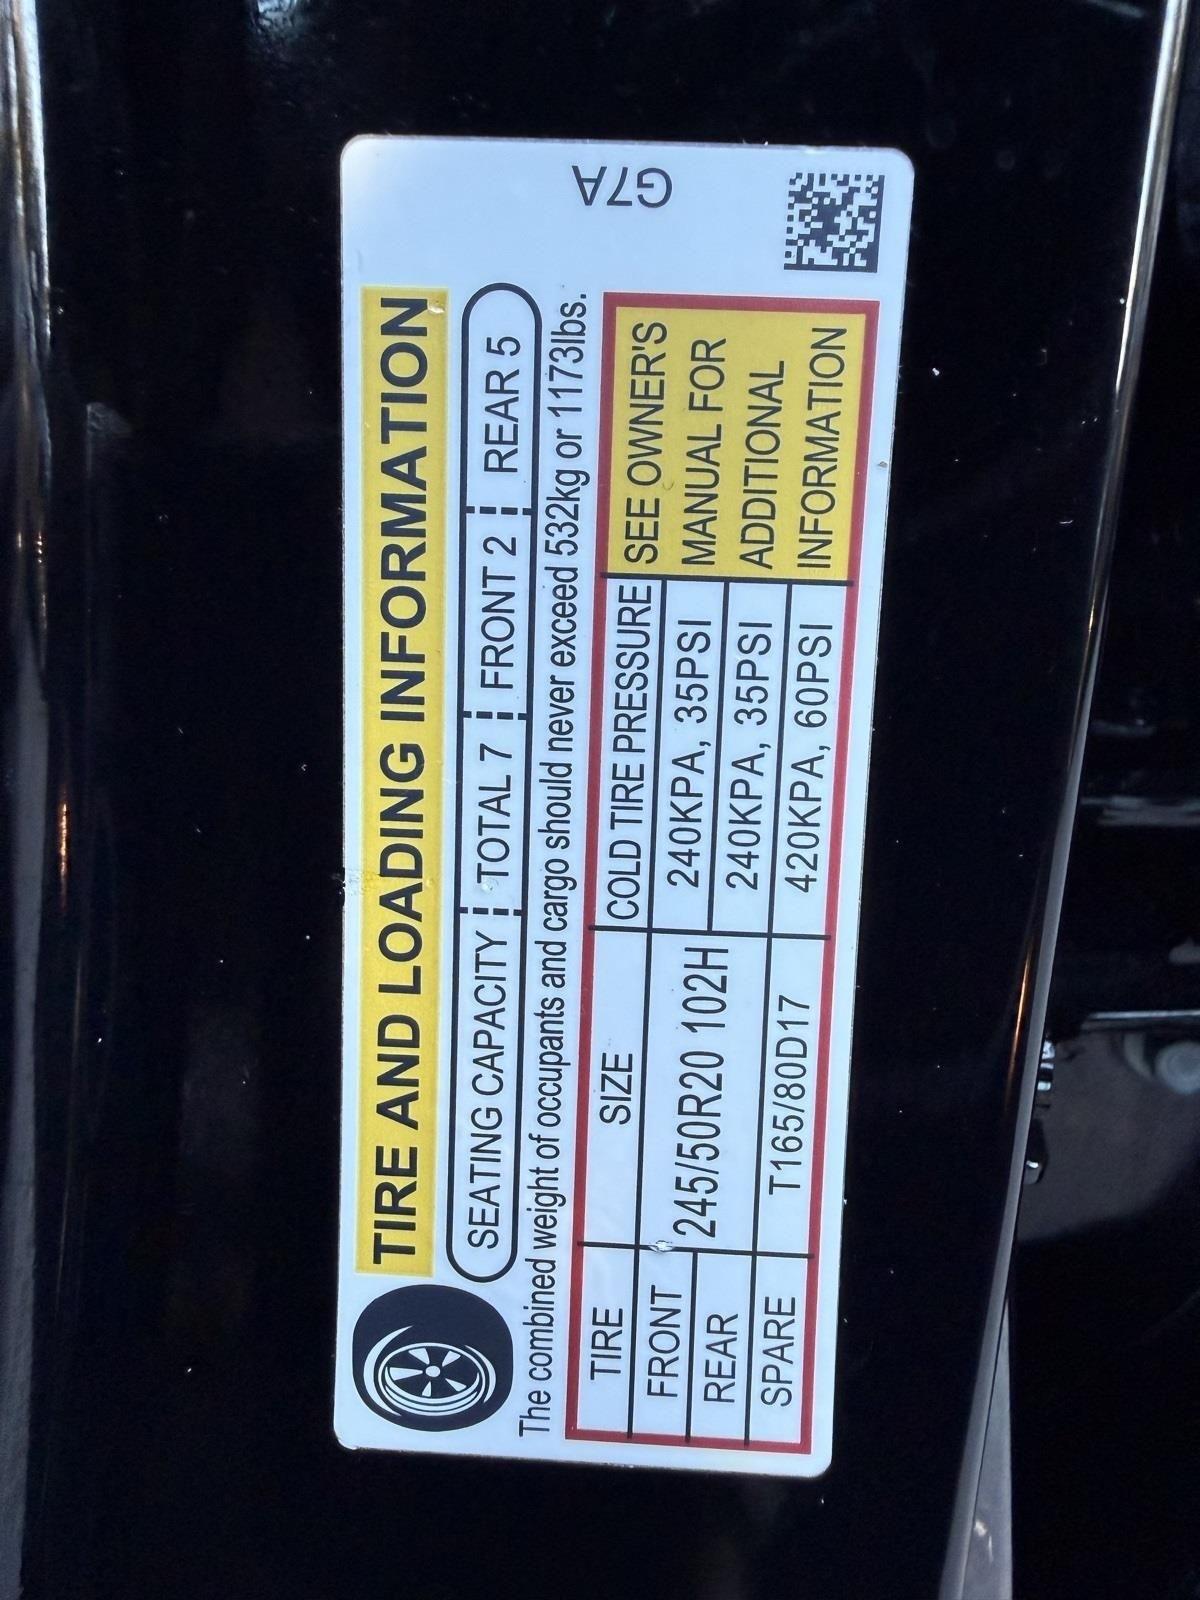 TIRE AND LOADING INFORMATION
SEATING CAPACITY TOTAL 7 FRONT 2 REAR 5
The combined weight of occupants and cargo should never exceed 532kg or 1173lbs.
TIRE SIZE COLD TIRE PRESSURE
FRONT 245/50R20 102H 240KPA, 35PSI
REAR 240KPA, 35PSI
SPARE T165/80D17 420KPA, 60PSI
SEE OWNER'S
MANUAL FOR
ADDITIONAL
INFORMATION
G7A